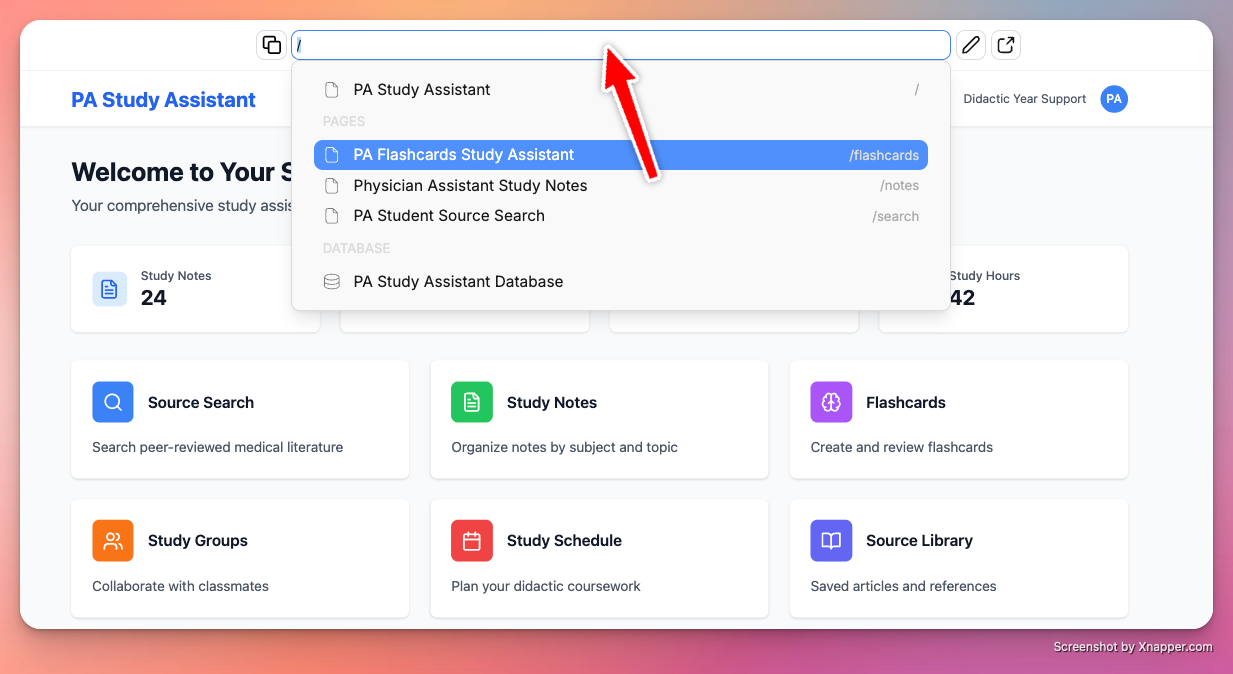 /
PA Study Assistant /
PAGES
PA Flashcards Study Assistant /flashcards
Physician Assistant Study Notes /notes
PA Student Source Search /search
DATABASE
PA Study Assistant Database
PA Study Assistant
Didactic Year Support PA
Welcome to Your S
Your comprehensive study assis
Study Notes
24
Study Hours
42
Source Search
Search peer-reviewed medical literature
Study Notes
Organize notes by subject and topic
Flashcards
Create and review flashcards
Study Groups
Collaborate with classmates
Study Schedule
Plan your didactic coursework
Source Library
Saved articles and references
Screenshot by Xnapper.com